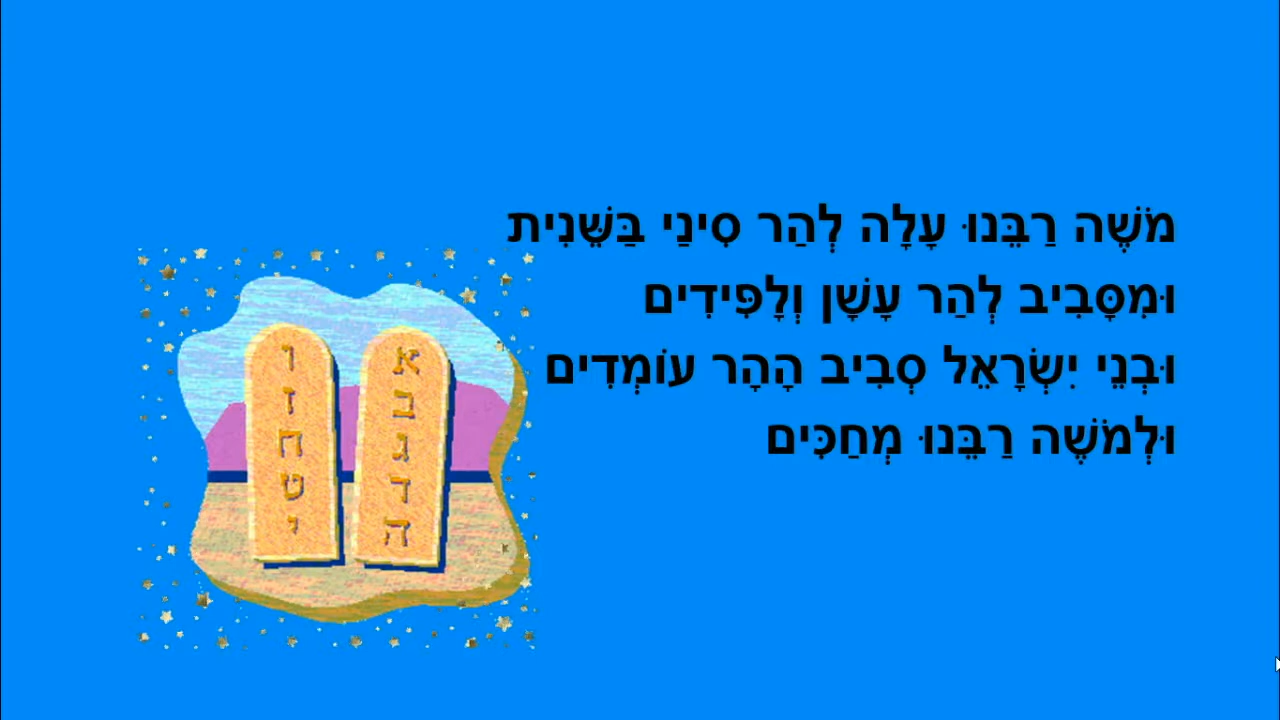 מֹשֶׁה רַבֵּנוּ עָלָה לְהַר סִינַי בַּשֵּׁנִית
וּמִסָּבִיב לְהַר עָשָׁן וְלָפִּידִים
וּבְנֵי יִשְׂרָאֵל סְבִיב הָהָר עוֹמְדִים
וּלְמֹשֶׁה רַבֵּנוּ מְחַכִּים
א
ב
ג
ד
ה
ו
ז
ח
ט
י